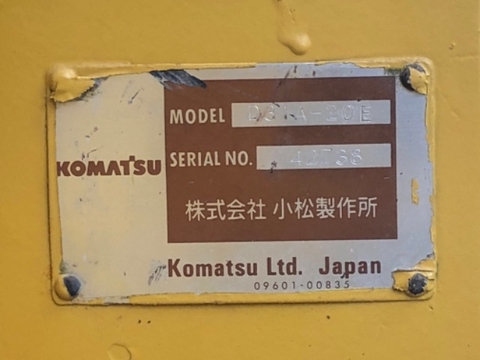 MODEL
SERIAL NO.
KOMATSU
株式会社 小松製作所
Komatsu Ltd. Japan
09601-00835